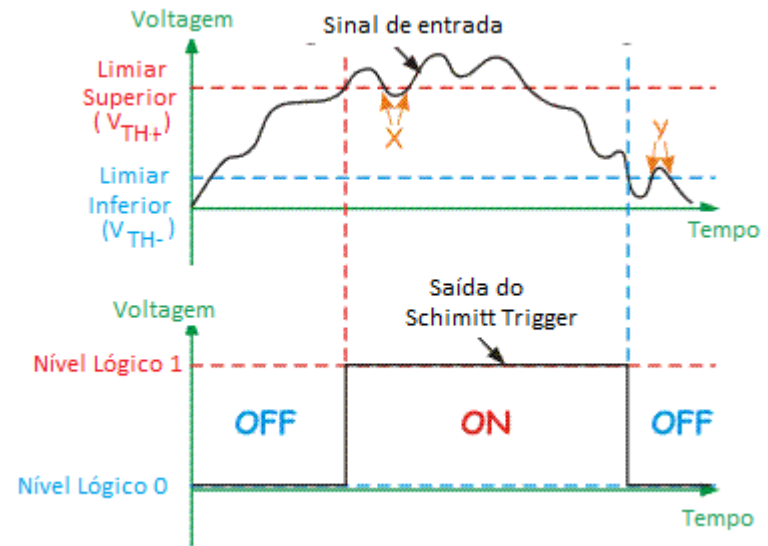 Voltagem
Sinal de entrada
Limiar
Superior
( VTH+)
X
y
Limiar
Inferior
(VTH-)
Tempo
Voltagem
Saída do
Schimitt Trigger
Nível Lógico 1
OFF
ON
OFF
Nível Lógico 0
Tempo